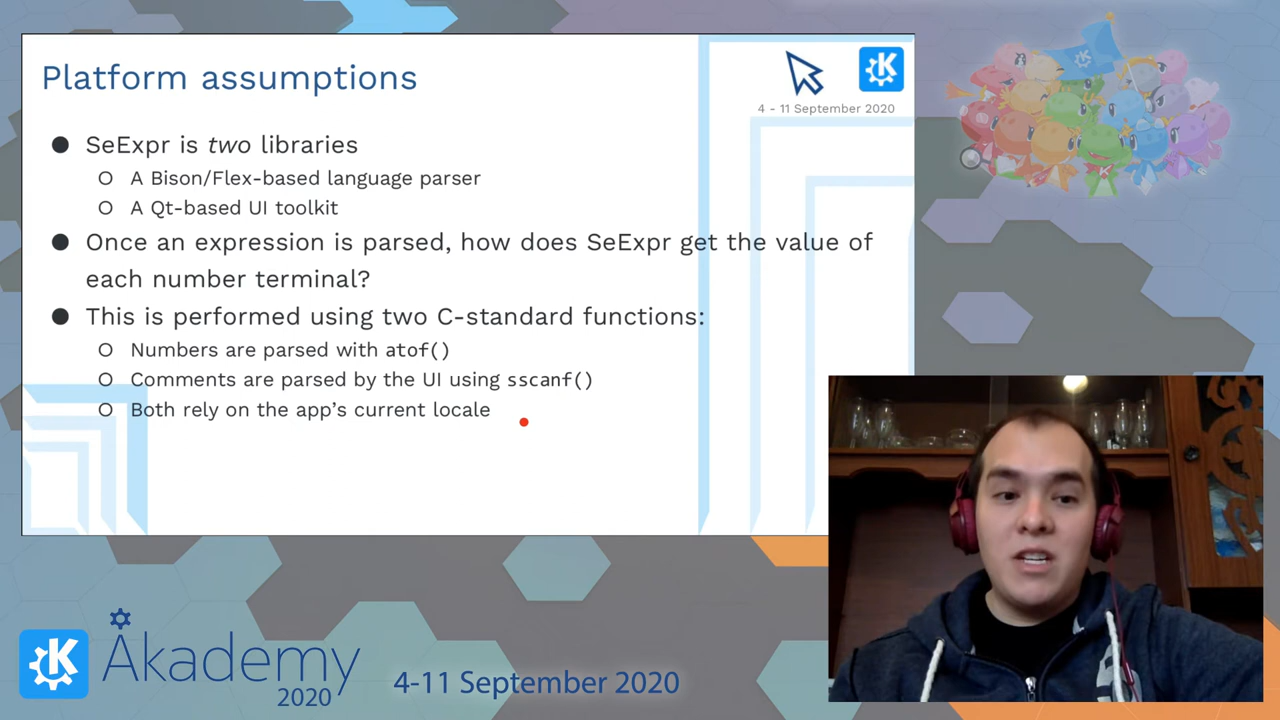 Platform assumptions
4 - 11 September 2020
● SeExpr is two libraries
○ A Bison/Flex-based language parser
○ A Qt-based UI toolkit
● Once an expression is parsed, how does SeExpr get the value of
each number terminal?
● This is performed using two C-standard functions:
○ Numbers are parsed with atof()
○ Comments are parsed by the UI using sscanf()
○ Both rely on the app's current locale
Akademy
2020
4-11 September 2020